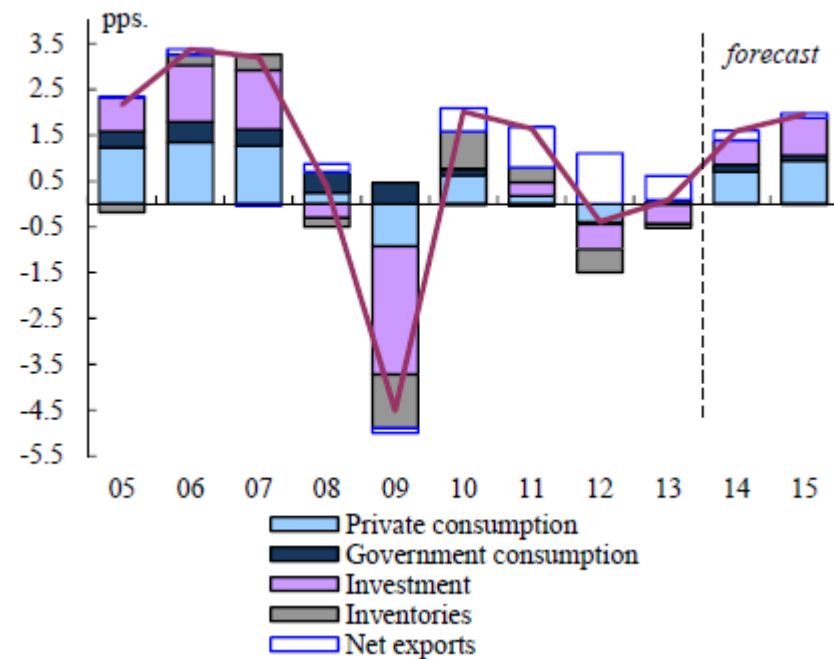 pps.
forecast
3.5
2.5
1.5
0.5
-0.5
-1.5
-2.5
-3.5
-4.5
-5.5
05 06 07 08 09 10 11 12 13 14 15
Private consumption
Government consumption
Investment
Inventories
Net exports